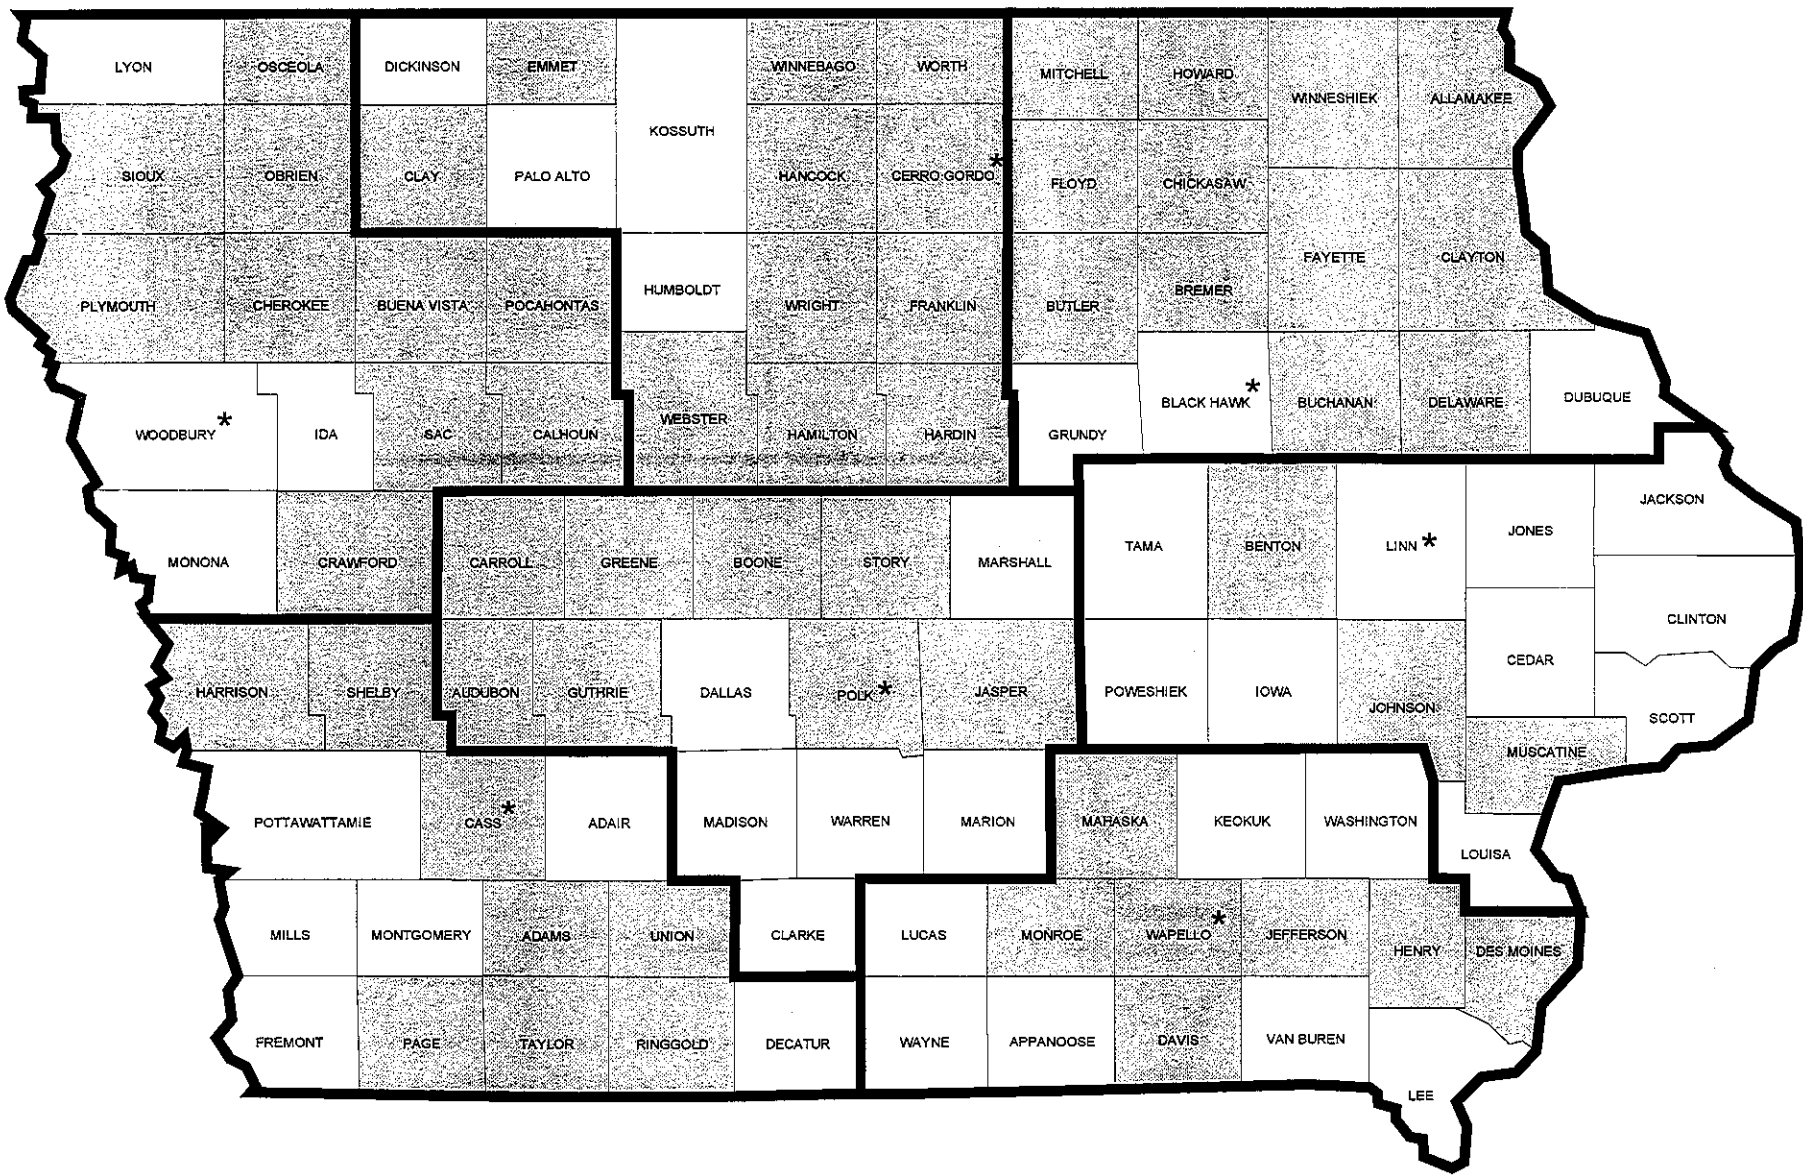 LYON
OSCEOLA
DICKINSON
EMMET
KOSSUTH
WINNEBAGO
WORTH
MITCHELL
HOWARD
WINNESHIEK
ALLAMAKEE
SIOUX
OBRIEN
CLAY
PALO ALTO
HANCOCK
CERRO GORDO *
FLOYD
CHICKASAW
PLYMOUTH
CHEROKEE
BUENA VISTA
POCAHONTAS
HUMBOLDT
WRIGHT
FRANKLIN
BUTLER
BREMER
FAYETTE
CLAYTON
WOODBURY *
IDA
SAC
CALHOUN
WEBSTER
HAMILTON
HARDIN
GRUNDY
BLACK HAWK *
BUCHANAN
DELAWARE
DUBUQUE
MONONA
CRAWFORD
CARROLL
GREENE
BOONE
STORY
MARSHALL
TAMA
BENTON
LINN *
JONES
JACKSON
CLINTON
HARRISON
SHELBY
AUDUBON
GUTHRIE
DALLAS
POLK *
JASPER
POWESHIEK
IOWA
JOHNSON
CEDAR
SCOTT
MUSCATINE
POTTAWATTAMIE
CASS *
ADAIR
MADISON
WARREN
MARION
MAHASKA
KEOKUK
WASHINGTON
LOUISA
MILLS
MONTGOMERY
ADAMS
UNION
CLARKE
LUCAS
MONROE
WAPELLO *
JEFFERSON
HENRY
DES MOINES
FREMONT
PAGE
TAYLOR
RINGGOLD
DECATUR
WAYNE
APPANOOSE
DAVIS
VAN BUREN
LEE